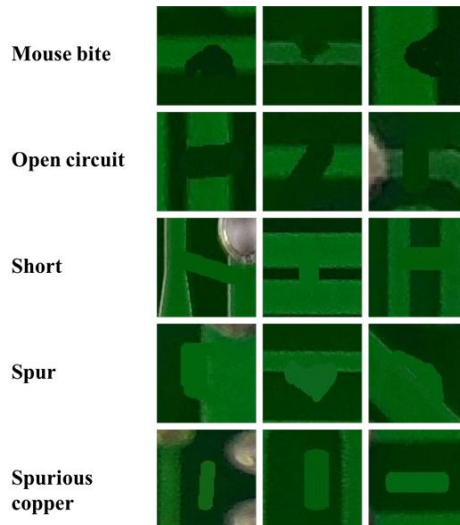 Mouse bite
Open circuit
Short
Spur
Spurious
copper